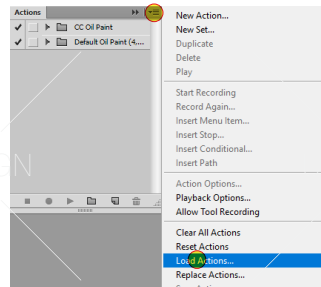 Actions
CC Oil Paint
Default Oil Paint (4,...
New Action...
New Set...
Duplicate
Delete
Play
Start Recording
Record Again...
Insert Menu Item...
Insert Stop...
Insert Conditional...
Insert Path
Action Options...
Playback Options...
Allow Tool Recording
Clear All Actions
Reset Actions
Load Actions...
Replace Actions...